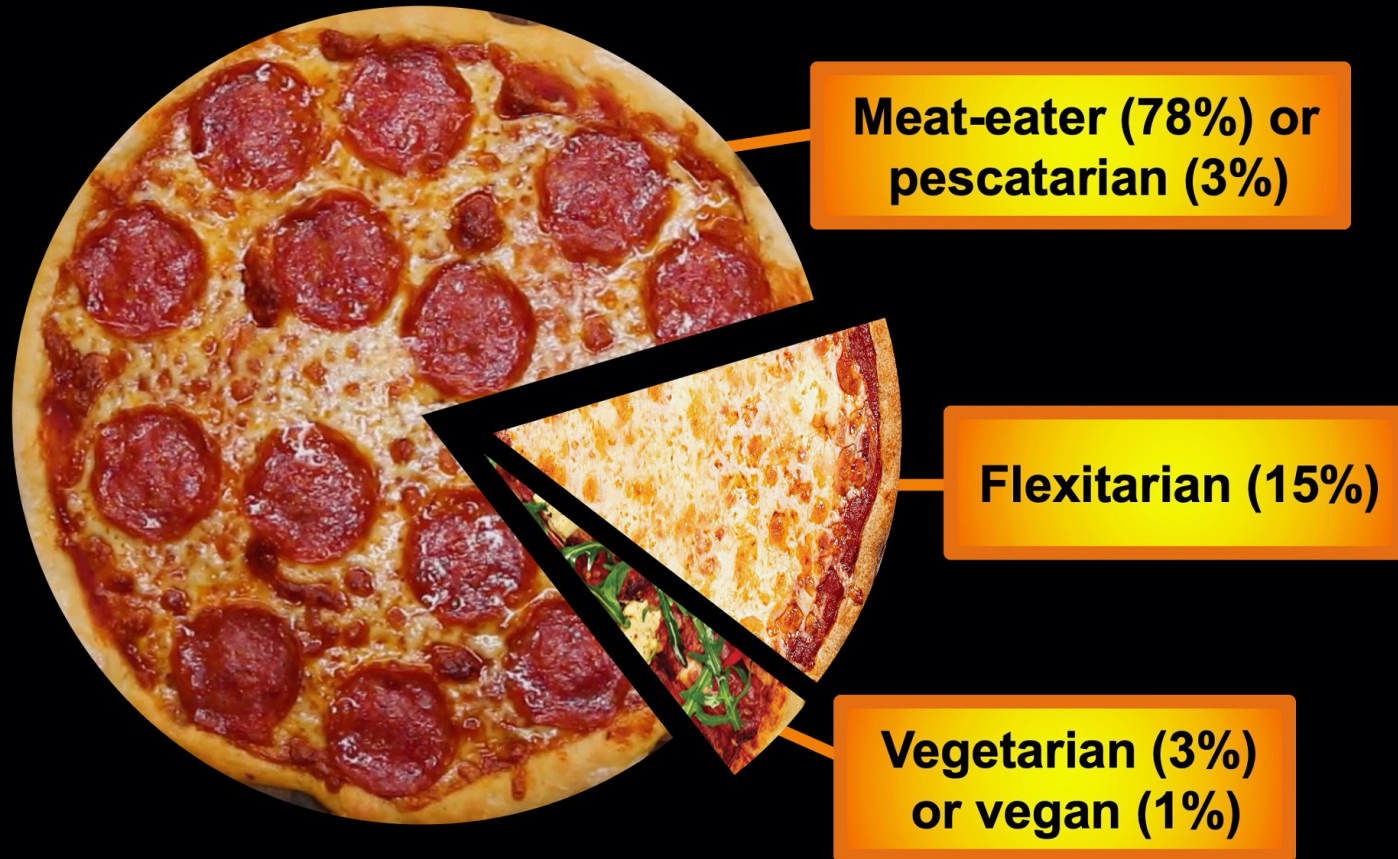 Meat-eater (78%) or
pescatarian (3%)
Flexitarian (15%)
Vegetarian (3%)
or vegan (1%)